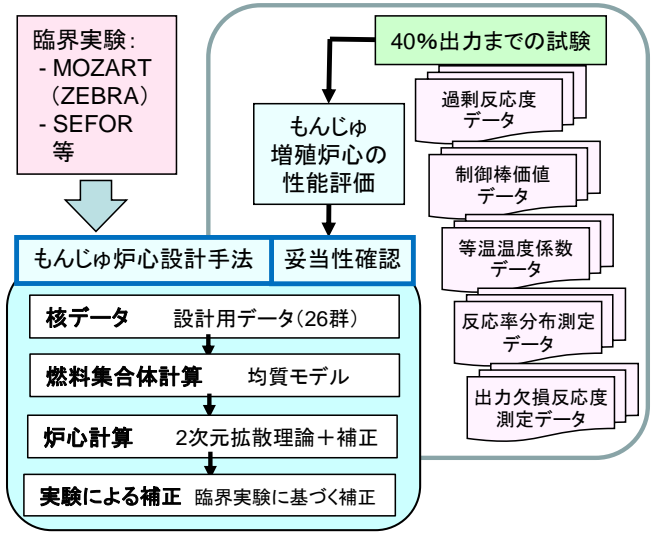 臨界実験:
- MOZART
（ZEBRA）
- SEFOR
等
40%出力までの試験
もんじゅ
増殖炉心の
性能評価
過剰反応度
データ
制御棒価値
データ
等温温度係数
データ
反応率分布測定
データ
出力欠損反応度
測定データ
もんじゅ炉心設計手法
妥当性確認
核データ　設計用データ（26群）
燃料集合体計算　均質モデル
炉心計算　2次元拡散理論＋補正
実験による補正　臨界実験に基づく補正